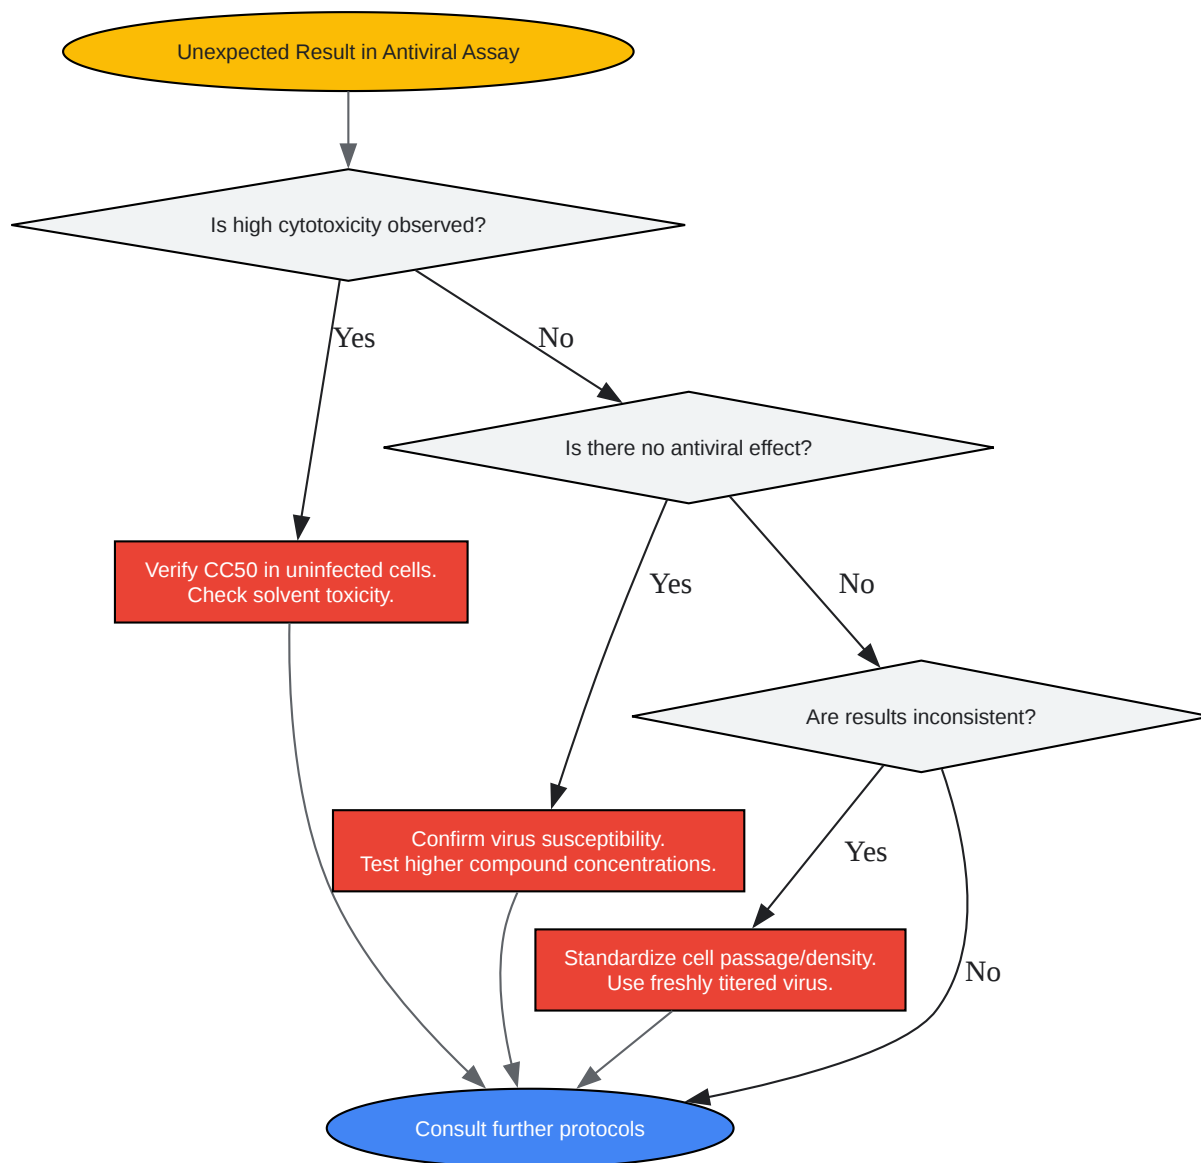 Unexpected Result in Antiviral Assay
Is high cytotoxicity observed?
Yes
No
Is there no antiviral effect?
Verify CC50 in uninfected cells.
Check solvent toxicity.
Yes
No
Are results inconsistent?
Confirm virus susceptibility.
Test higher compound concentrations.
Yes
Standardize cell passage/density.
Use freshly titered virus.
No
Consult further protocols